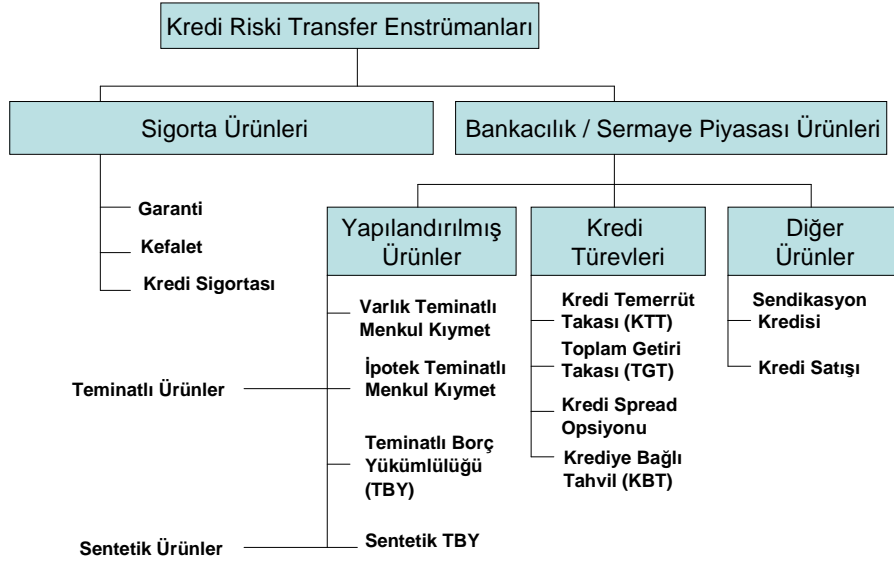 Kredi Riski Transfer Enstrümanları
Sigorta Ürünleri
Bankacılık / Sermaye Piyasası Ürünleri
Garanti
Kefalet
Kredi Sigortası
Yapılandırılmış
Ürünler
Kredi
Türevleri
Diğer
Ürünler
Varlık Teminatlı
Menkul Kıymet
İpotek Teminatlı
Menkul Kıymet
Teminatlı Borç
Yükümlülüğü
(TBY)
Sentetik TBY
Teminatlı Ürünler
Sentetik Ürünler
Kredi Temerrüt
Takası (KTT)
Toplam Getiri
Takası (TGT)
Kredi Spread
Opsiyonu
Krediye Bağlı
Tahvil (KBT)
Sendikasyon
Kredisi
Kredi Satışı